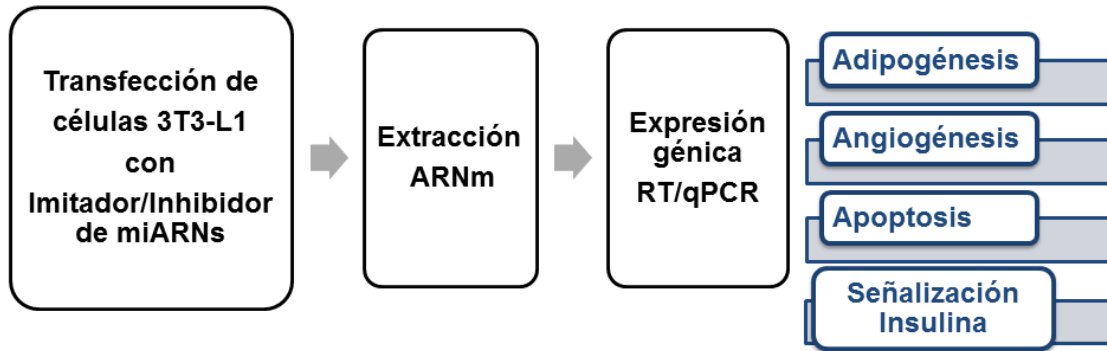 Transfección de
células 3T3-L1
con
Imitador/Inhibidor
de miARNs
Extracción
ARNm
Expresión
génica
RT/qPCR
Adipogénesis
Angiogénesis
Apoptosis
Señalización
Insulina